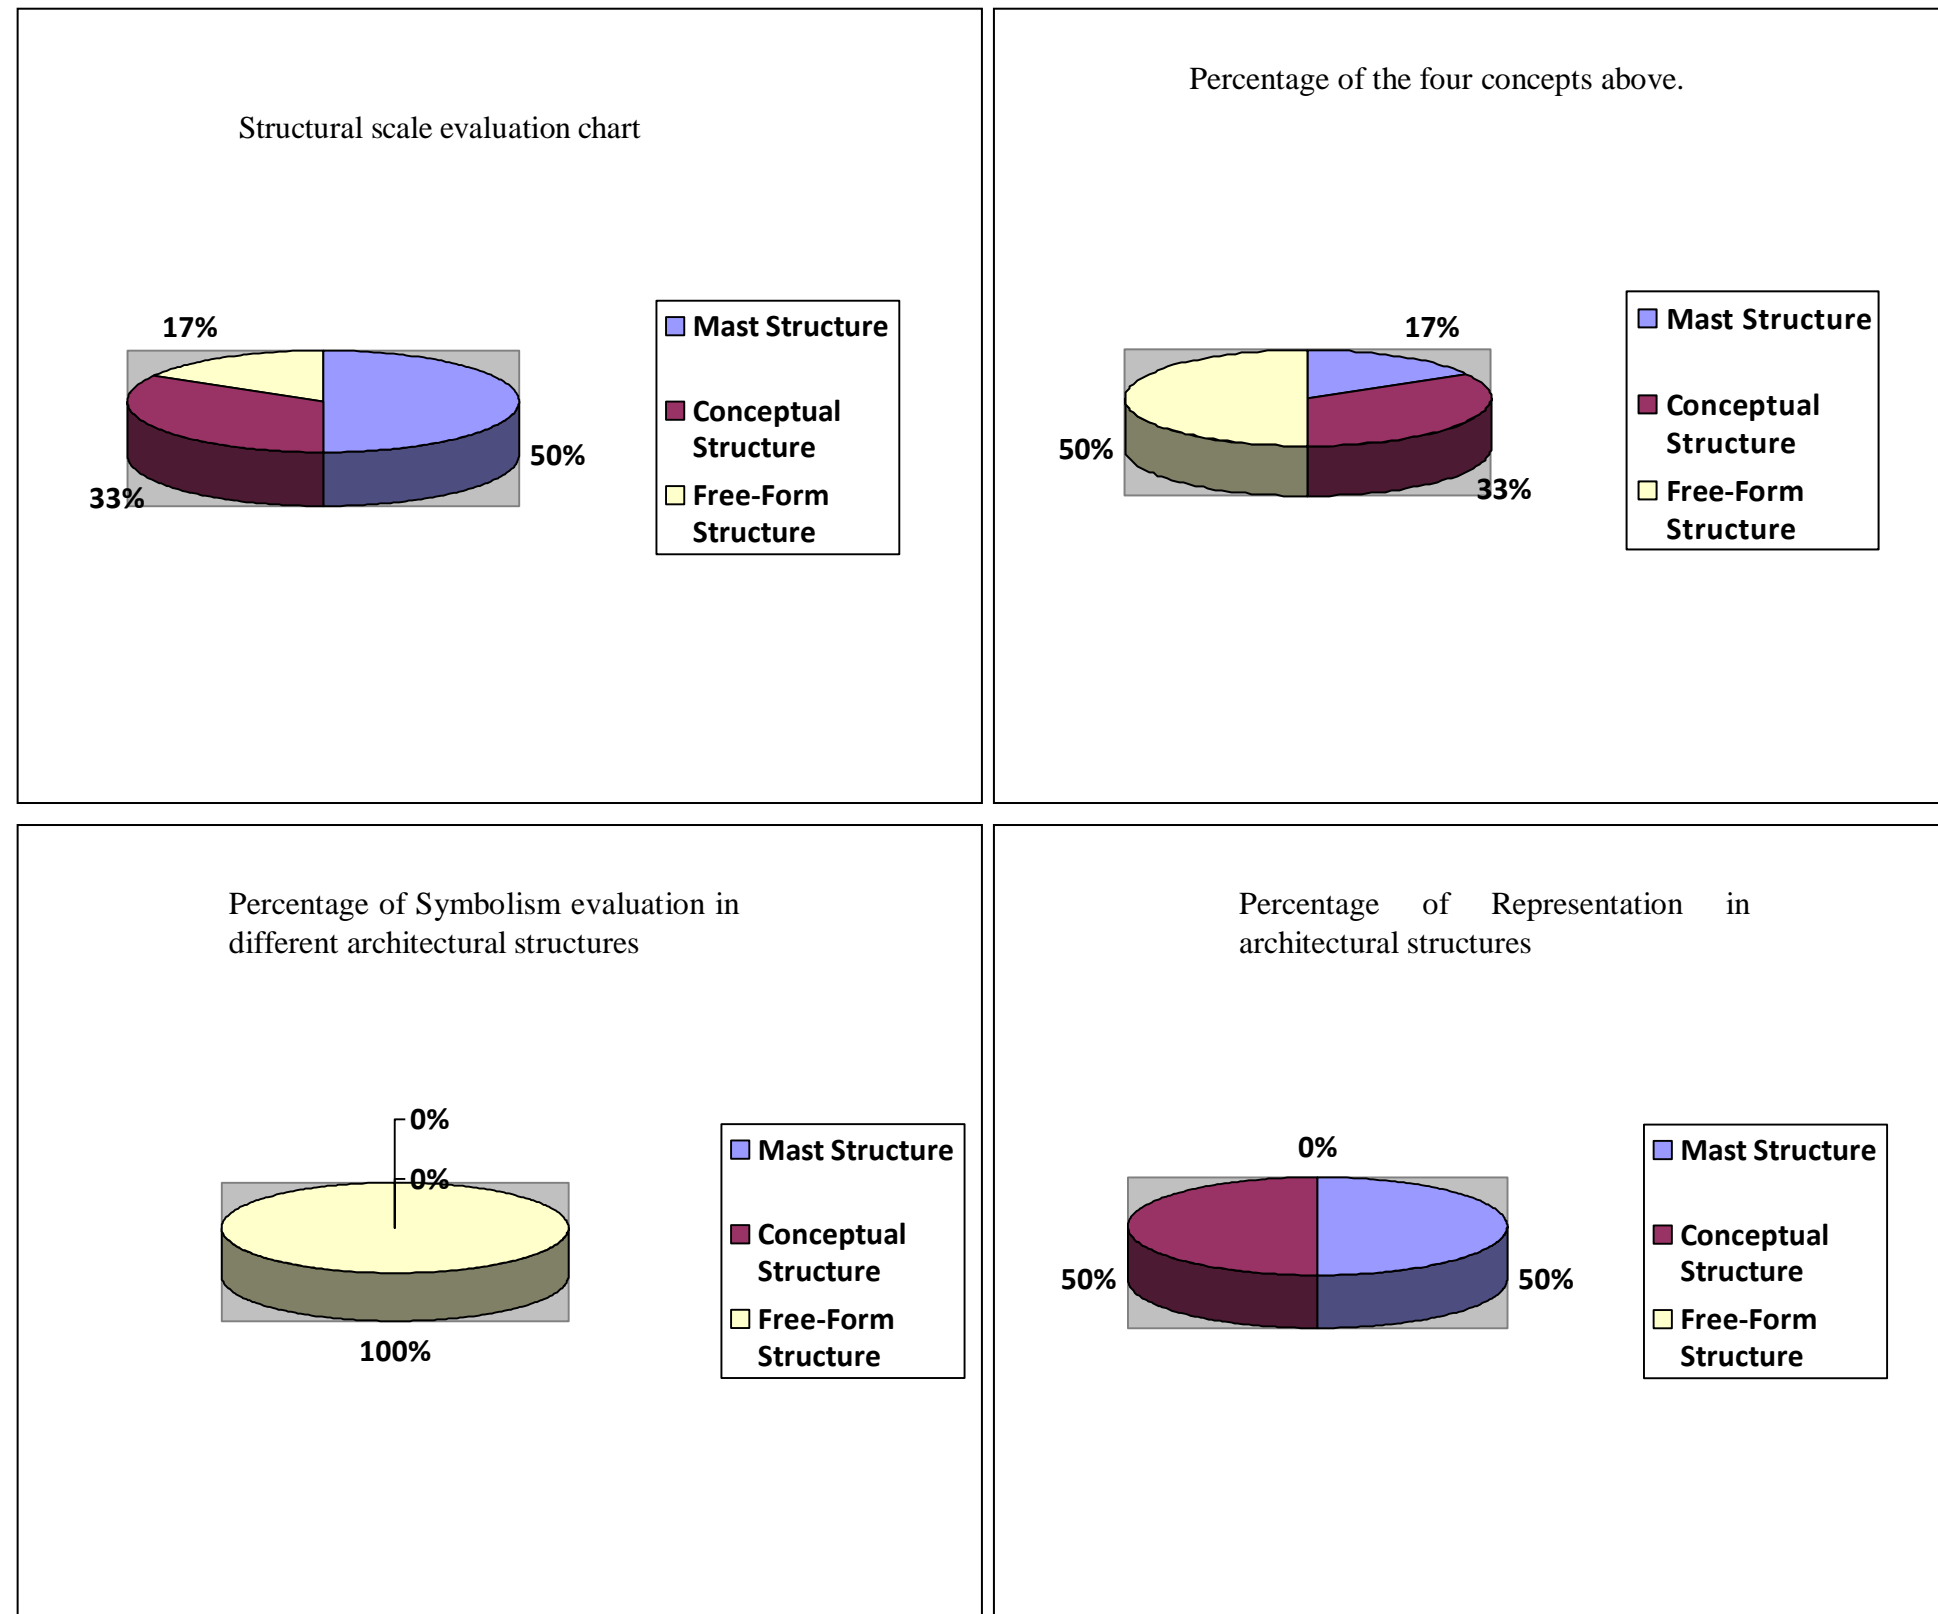 Structural scale evaluation chart
17%
50%
33%
Mast Structure
Conceptual
Structure
Free-Form
Structure
Percentage of the four concepts above.
17%
50%
33%
Mast Structure
Conceptual
Structure
Free-Form
Structure
Percentage of Symbolism evaluation in
different architectural structures
0%
0%
100%
Mast Structure
Conceptual
Structure
Free-Form
Structure
Percentage of Representation in
architectural structures
0%
50%
50%
Mast Structure
Conceptual
Structure
Free-Form
Structure